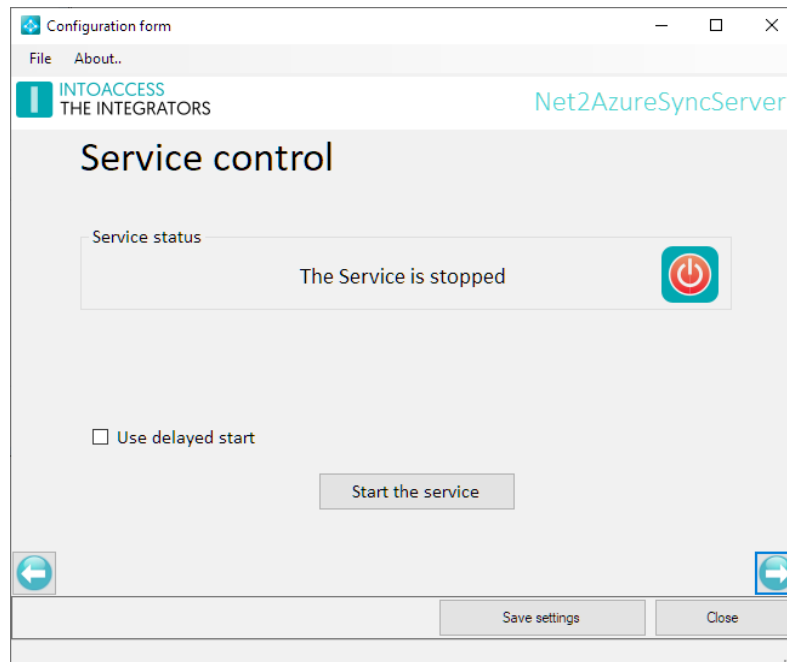 Configuration form
File About..
INTOACCESS
THE INTEGRATORS
Net2AzureSyncServer
Service control
Service status
The Service is stopped
Use delayed start
Start the service
Save settings Close